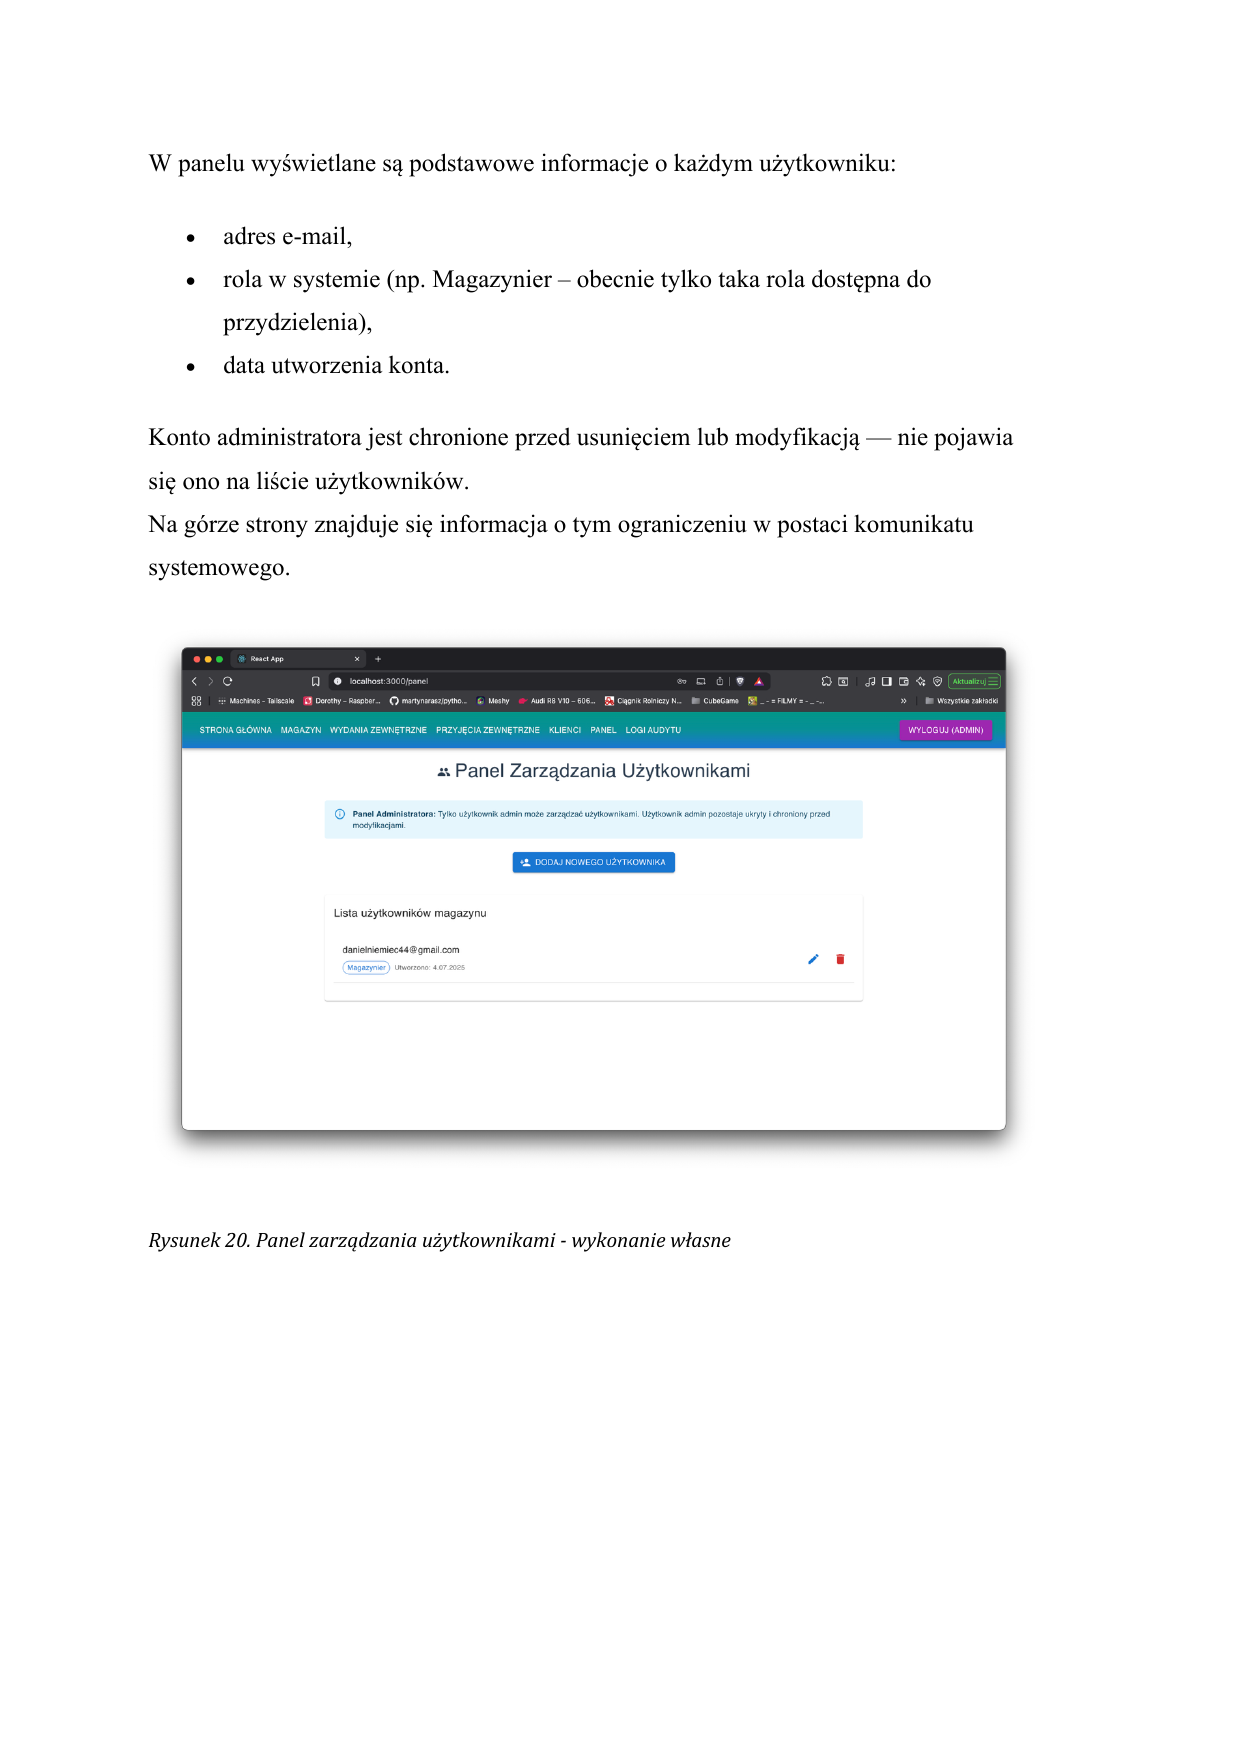 W panelu wyświetlane są podstawowe informacje o każdym użytkowniku:
• adres e-mail,
• rola w systemie (np. Magazynier – obecnie tylko taka rola dostępna do
przydzielenia),
• data utworzenia konta.
Konto administratora jest chronione przed usunięciem lub modyfikacją — nie pojawia
się ono na liście użytkowników.
Na górze strony znajduje się informacja o tym ograniczeniu w postaci komunikatu
systemowego.
React App
localhost:3000/panel
Aktualizuj
Machines - Tailscale Dorothy – Raspber... martynarasz/pytho... Meshy Audi R8 V10 – 606... Ciągnik Rolniczy N... CubeGame _ - = FILMY = - _ -... » Wszystkie zakładki
STRONA GŁÓWNA MAGAZYN WYDANIA ZEWNĘTRZNE PRZYJĘCIA ZEWNĘTRZNE KLIENCI PANEL LOGI AUDYTU WYLOGUJ (ADMIN)
Panel Zarządzania Użytkownikami
Panel Administratora: Tylko użytkownik admin może zarządzać użytkownikami. Użytkownik admin pozostaje ukryty i chroniony przed
modyfikacjami.
DODAJ NOWEGO UŻYTKOWNIKA
Lista użytkowników magazynu
danielniemiec44@gmail.com
Magazynier Utworzono: 4.07.2025
Rysunek 20. Panel zarządzania użytkownikami - wykonanie własne